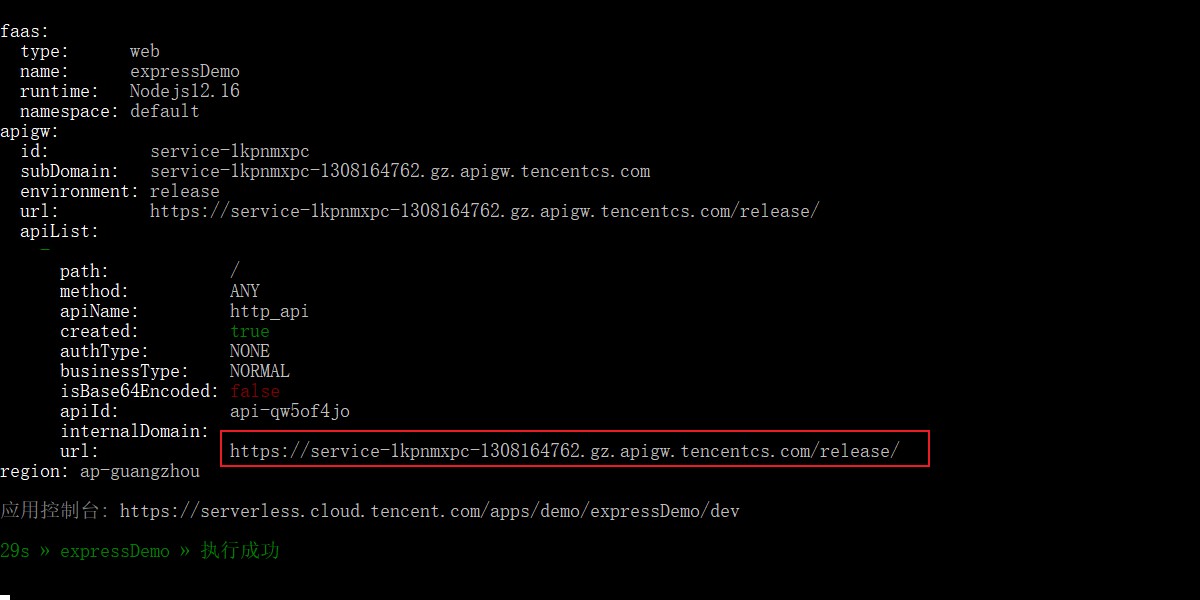 faas:
type: web
name: expressDemo
runtime: Nodejs12.16
namespace: default
apigw:
id: service-lkpnmxpc
subDomain: service-lkpnmxpc-1308164762.gz.apigw.tencentcs.com
environment: release
url: https://service-lkpnmxpc-1308164762.gz.apigw.tencentcs.com/release/
apiList:
-
path: /
method: ANY
apiName: http_api
created: true
authType: NONE
businessType: NORMAL
isBase64Encoded: false
apiId: api-qw5of4jo
internalDomain:
url: https://service-lkpnmxpc-1308164762.gz.apigw.tencentcs.com/release/
region: ap-guangzhou
应用控制台: https://serverless.cloud.tencent.com/apps/demo/expressDemo/dev
29s » expressDemo » 执行成功